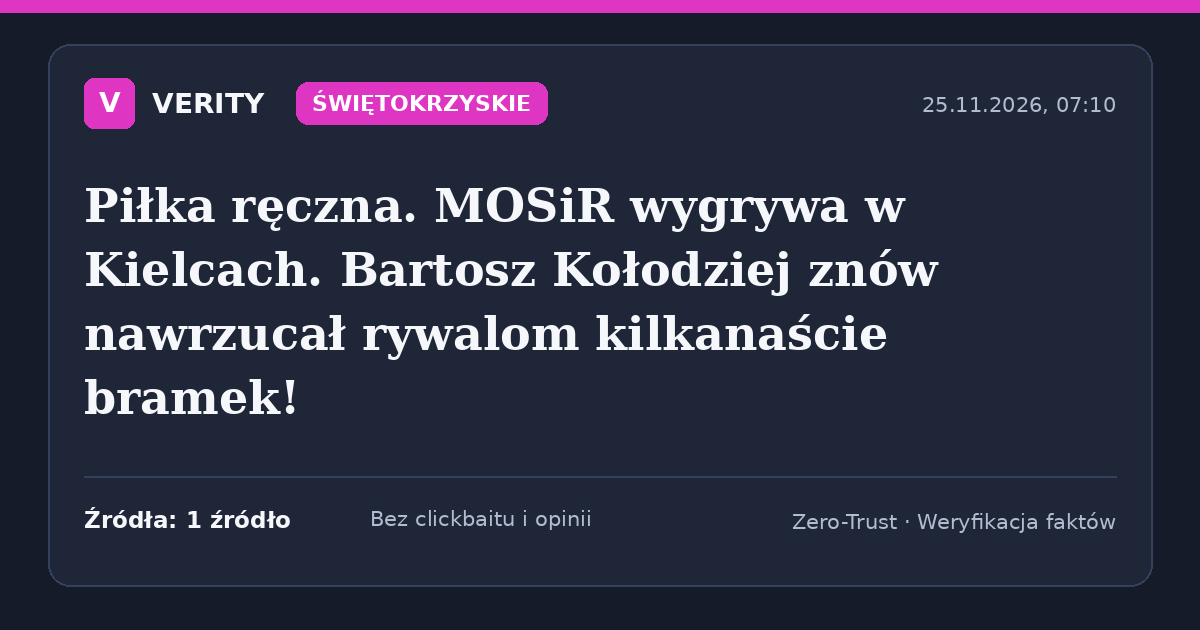 V VERITY ŚWIĘTOKRZYSKIE 25.11.2026, 07:10
Piłka ręczna. MOSiR wygrywa w
Kielcach. Bartosz Kołodziej znów
nawrzucał rywalom kilkanaście
bramek!
Źródła: 1 źródło Bez clickbaitu i opinii Zero-Trust · Weryfikacja faktów